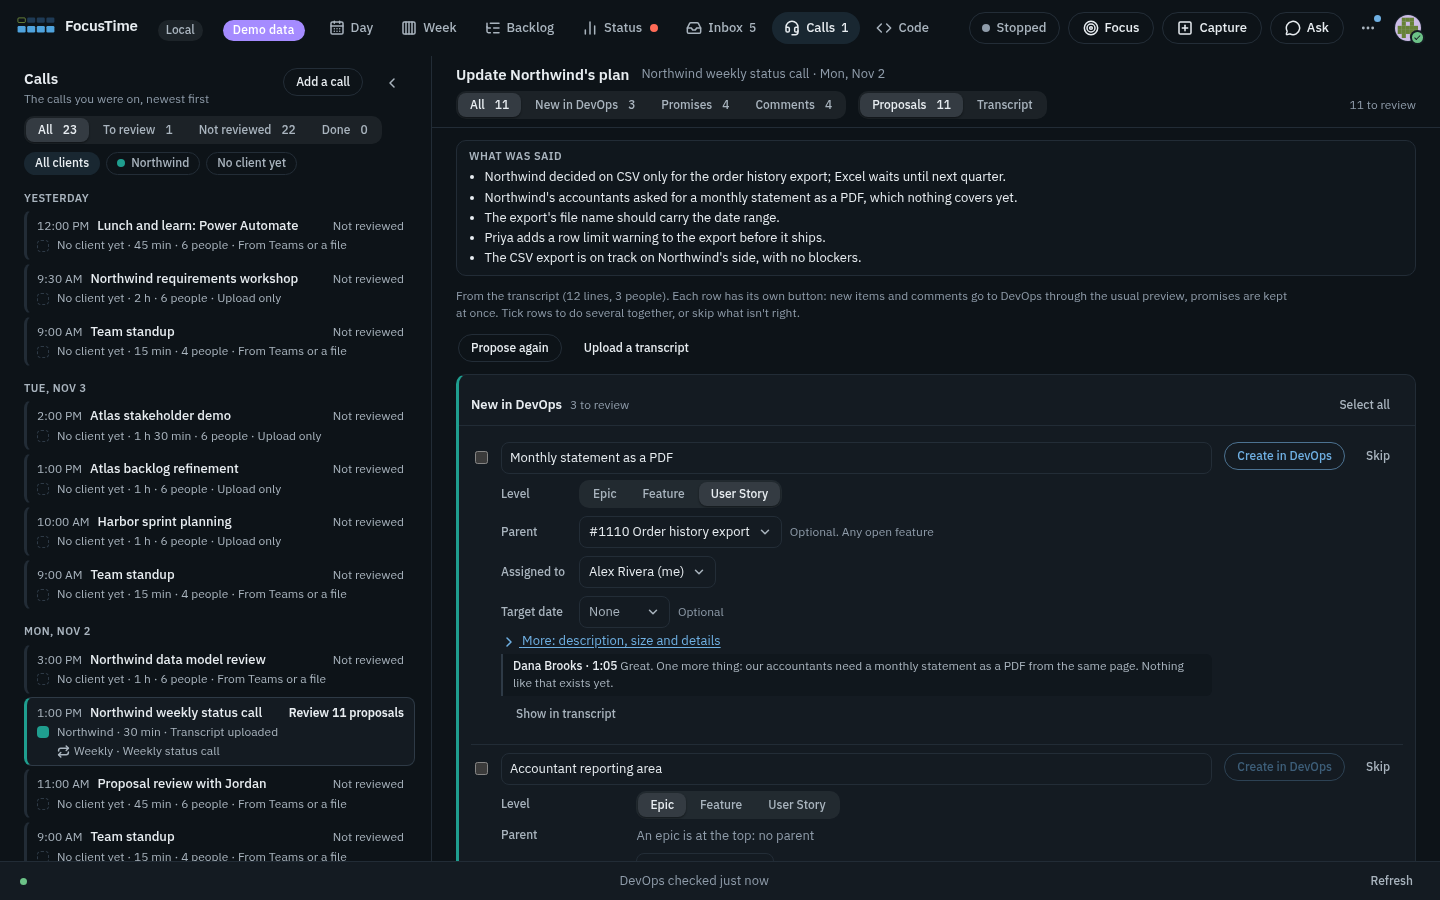 FocusTime
Local
Demo data
Day
Week
Backlog
Status
Inbox 5
Calls 1
Code
Stopped
Focus
Capture
Ask
Calls
The calls you were on, newest first
Add a call
All 23
To review 1
Not reviewed 22
Done 0
All clients
Northwind
No client yet
YESTERDAY
12:00 PM Lunch and learn: Power Automate Not reviewed
No client yet · 45 min · 6 people · From Teams or a file
9:30 AM Northwind requirements workshop Not reviewed
No client yet · 2 h · 6 people · Upload only
9:00 AM Team standup Not reviewed
No client yet · 15 min · 4 people · From Teams or a file
TUE, NOV 3
2:00 PM Atlas stakeholder demo Not reviewed
No client yet · 1 h 30 min · 6 people · Upload only
1:00 PM Atlas backlog refinement Not reviewed
No client yet · 1 h · 6 people · Upload only
10:00 AM Harbor sprint planning Not reviewed
No client yet · 1 h · 6 people · Upload only
9:00 AM Team standup Not reviewed
No client yet · 15 min · 4 people · From Teams or a file
MON, NOV 2
3:00 PM Northwind data model review Not reviewed
No client yet · 1 h · 6 people · From Teams or a file
1:00 PM Northwind weekly status call Review 11 proposals
Northwind · 30 min · Transcript uploaded
Weekly · Weekly status call
11:00 AM Proposal review with Jordan Not reviewed
No client yet · 45 min · 6 people · From Teams or a file
9:00 AM Team standup Not reviewed
No client yet · 15 min · 4 people · From Teams or a file
Update Northwind's plan Northwind weekly status call · Mon, Nov 2
All 11
New in DevOps 3
Promises 4
Comments 4
Proposals 11
Transcript
11 to review
WHAT WAS SAID
• Northwind decided on CSV only for the order history export; Excel waits until next quarter.
• Northwind's accountants asked for a monthly statement as a PDF, which nothing covers yet.
• The export's file name should carry the date range.
• Priya adds a row limit warning to the export before it ships.
• The CSV export is on track on Northwind's side, with no blockers.
From the transcript (12 lines, 3 people). Each row has its own button: new items and comments go to DevOps through the usual preview, promises are kept
at once. Tick rows to do several together, or skip what isn't right.
Propose again
Upload a transcript
New in DevOps 3 to review Select all
Monthly statement as a PDF Create in DevOps Skip
Level Epic Feature User Story
Parent #1110 Order history export Optional. Any open feature
Assigned to Alex Rivera (me)
Target date None Optional
More: description, size and details
Dana Brooks · 1:05 Great. One more thing: our accountants need a monthly statement as a PDF from the same page. Nothing
like that exists yet.
Show in transcript
Accountant reporting area Create in DevOps Skip
Level Epic Feature User Story
Parent An epic is at the top: no parent
DevOps checked just now
Refresh